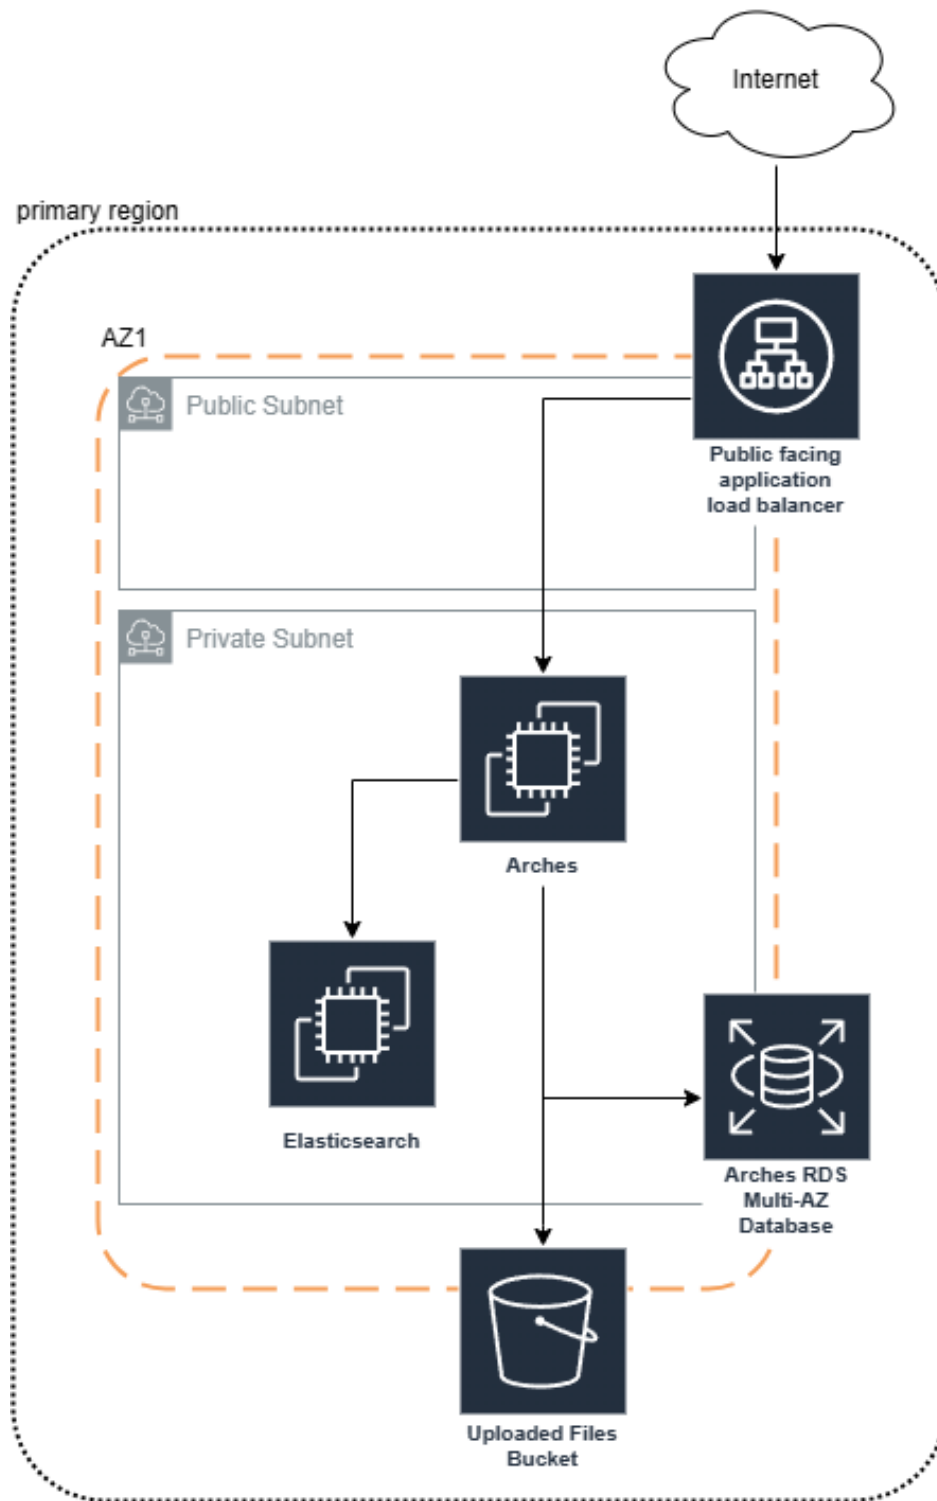 Internet
primary region
AZ1
Public Subnet
Public facing
application
load balancer
Private Subnet
Arches
Elasticsearch
Arches RDS
Multi-AZ
Database
Uploaded Files
Bucket